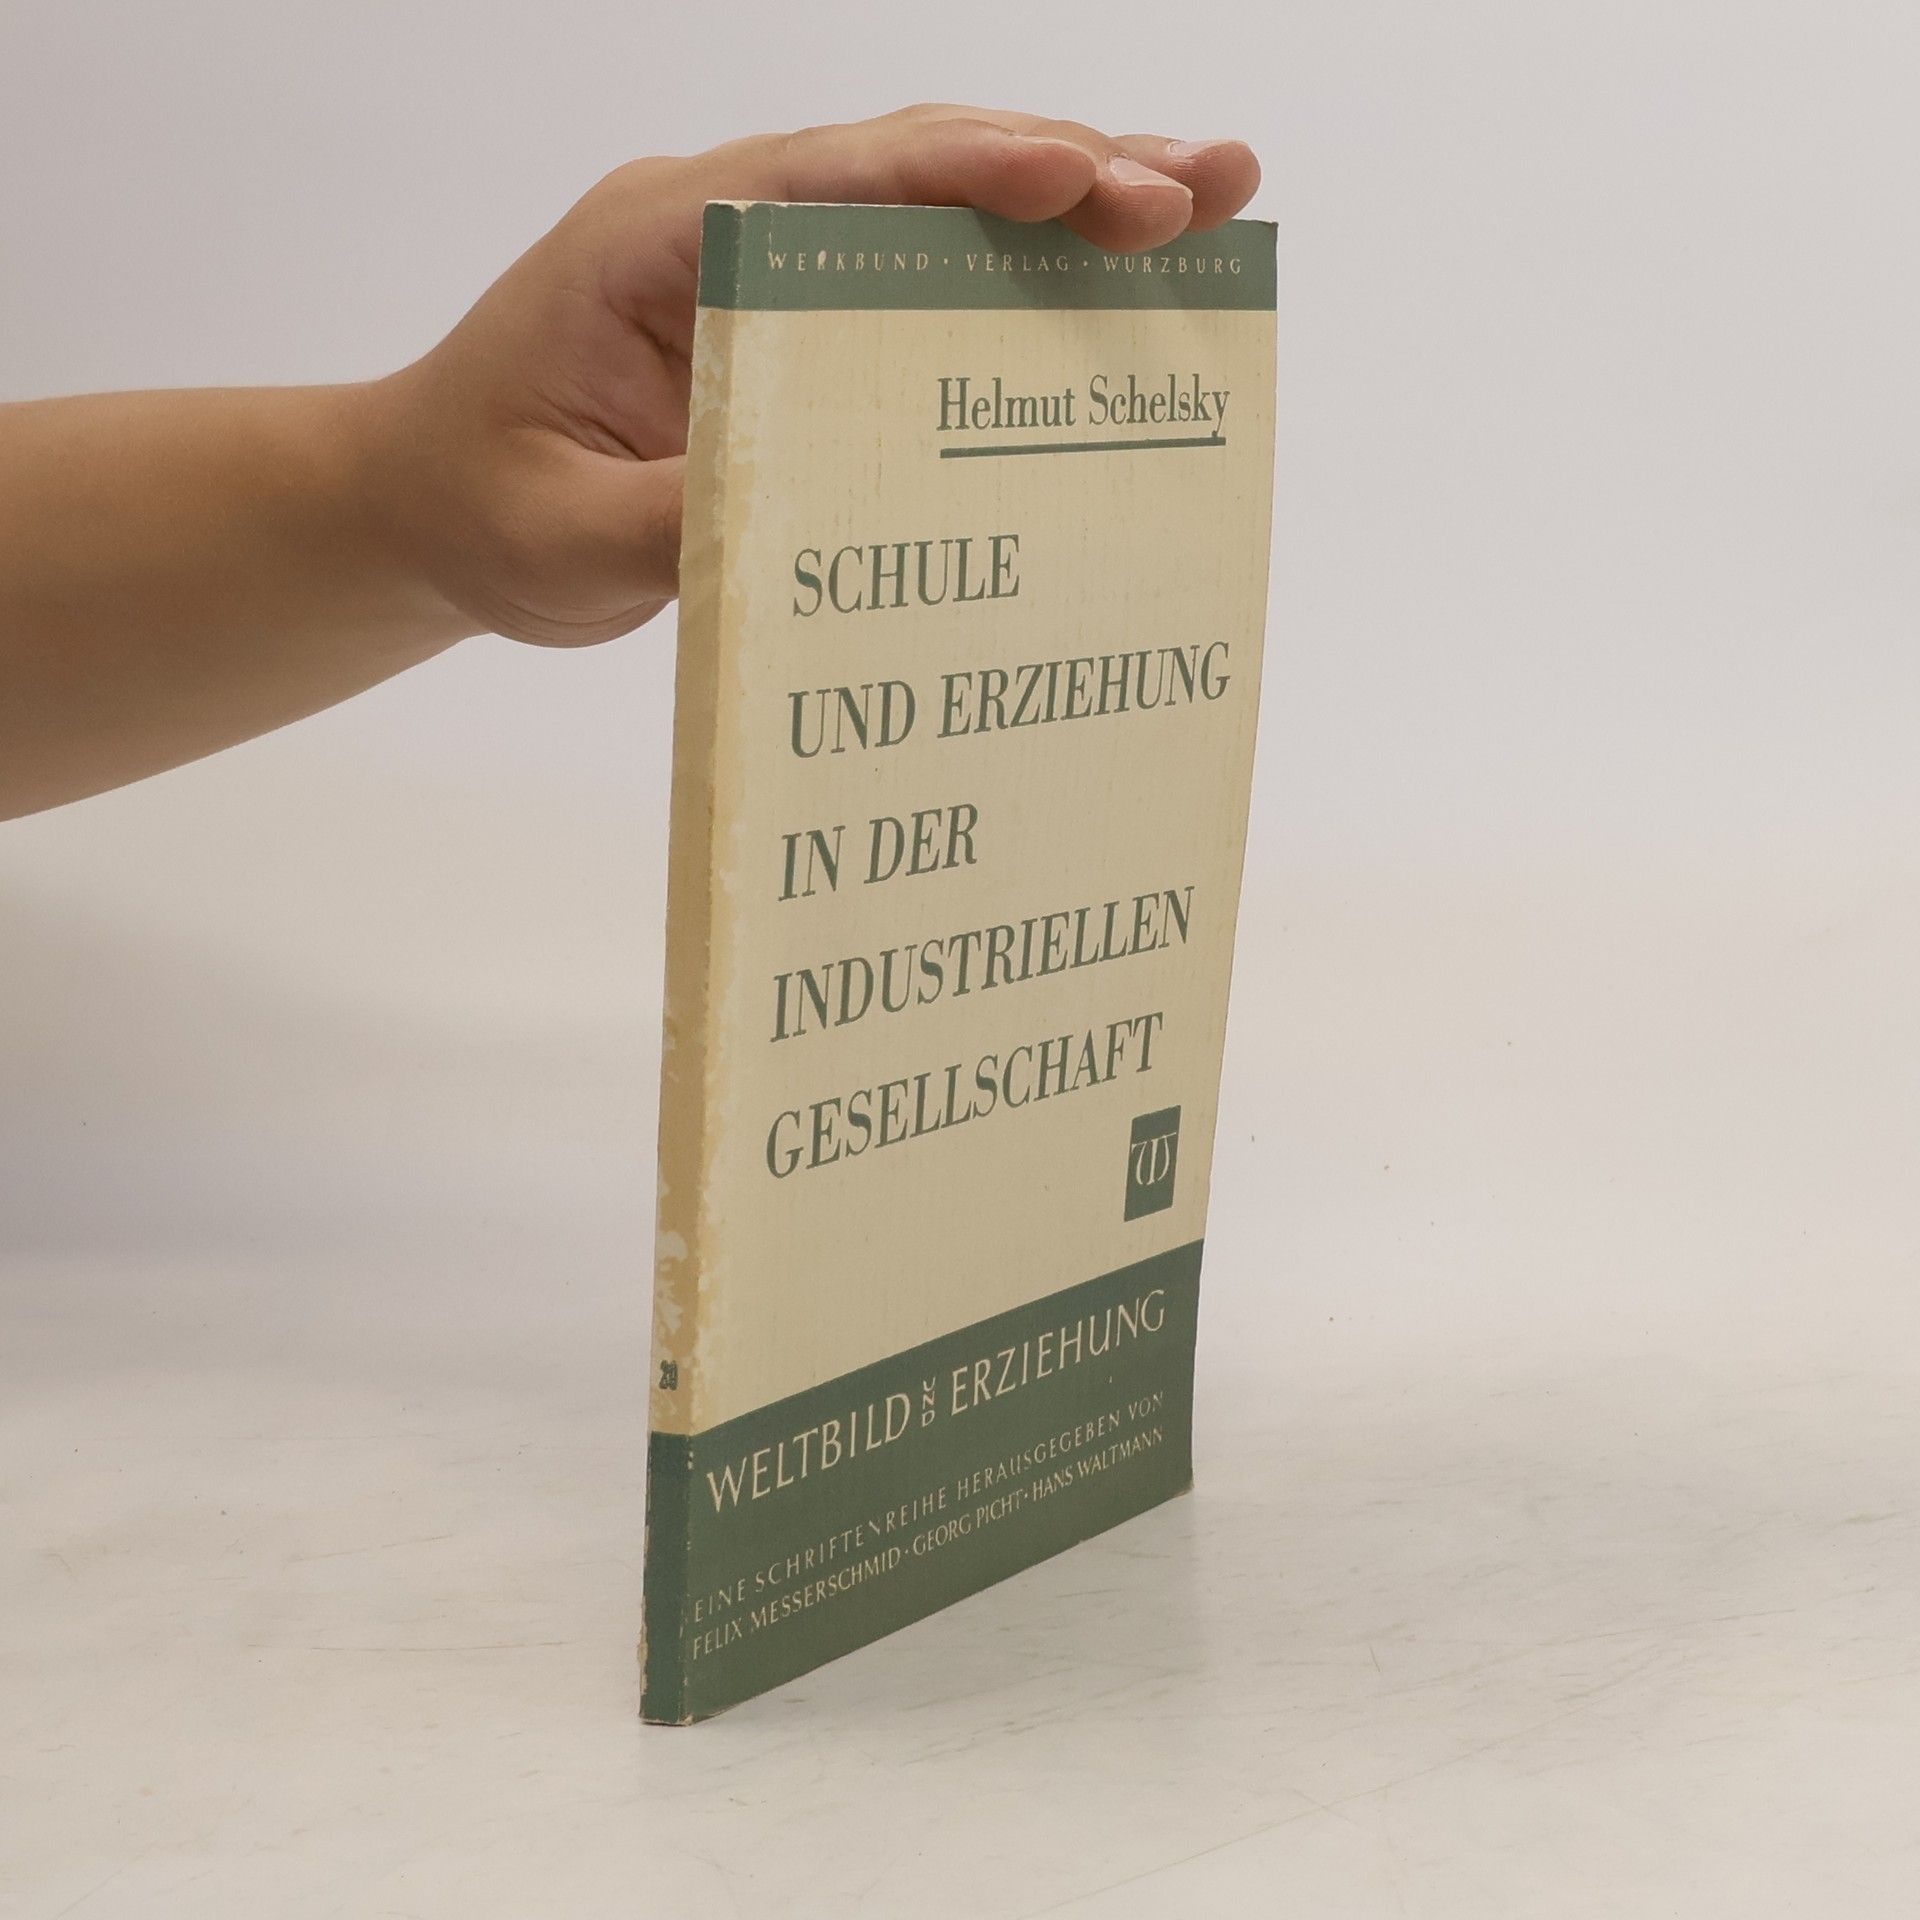 WERKBUND · VERLAG · WURZBURG
Helmut Schelsky
SCHULE
UND ERZIEHUNG
IN DER
INDUSTRIELLEN
GESELLSCHAFT
W
WELTBILD UND ERZIEHUNG
EINE SCHRIFTENREIHE HERAUSGEGEBEN VON
FELIX MESSERSCHMID · GEORG PICHT · HANS WALTMANN
20